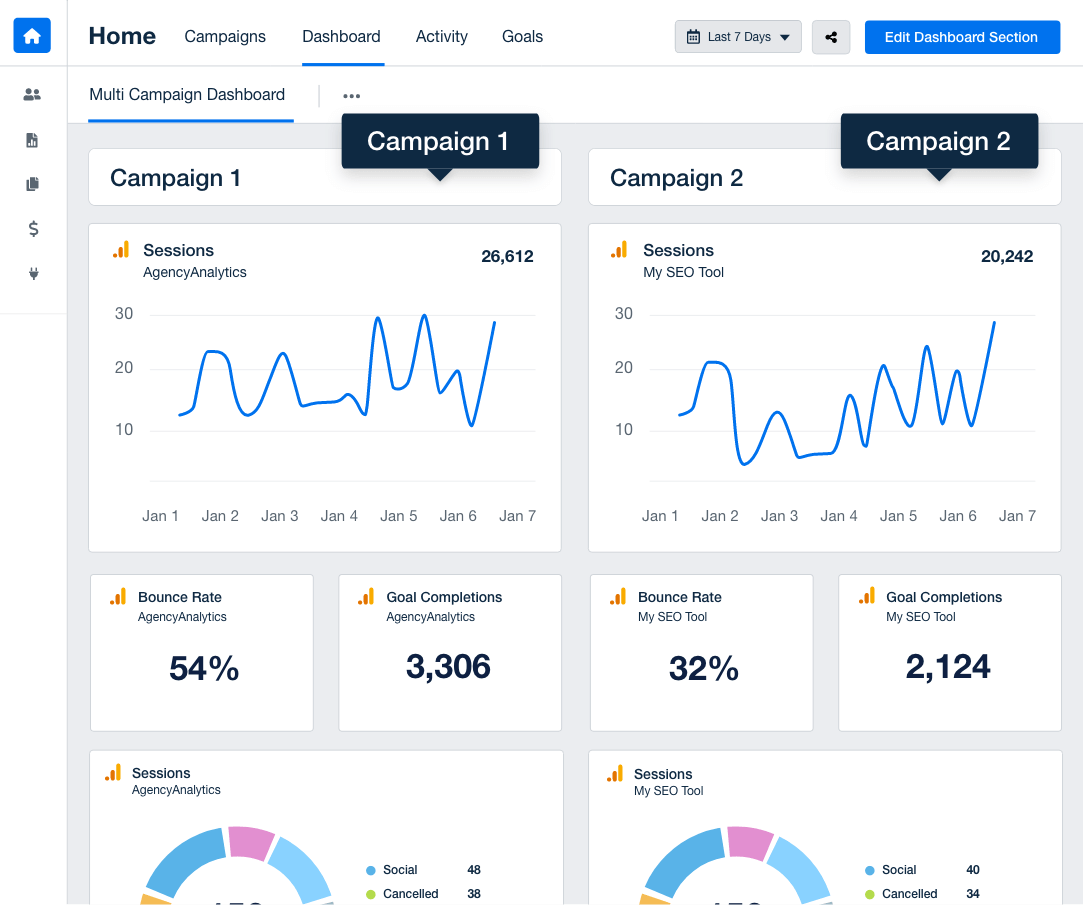 Home Campaigns Dashboard Activity Goals Last 7 Days Edit Dashboard Section
Multi Campaign Dashboard
Campaign 1
Campaign 2
Campaign 1
Campaign 2
Sessions
AgencyAnalytics
26,612
30
20
10
Jan 1 Jan 2 Jan 3 Jan 4 Jan 5 Jan 6 Jan 7
Sessions
My SEO Tool
20,242
30
20
10
Jan 1 Jan 2 Jan 3 Jan 4 Jan 5 Jan 6 Jan 7
Bounce Rate
AgencyAnalytics
54%
Goal Completions
AgencyAnalytics
3,306
Bounce Rate
My SEO Tool
32%
Goal Completions
My SEO Tool
2,124
Sessions
AgencyAnalytics
Social 48
Cancelled 38
Sessions
My SEO Tool
Social 40
Cancelled 34